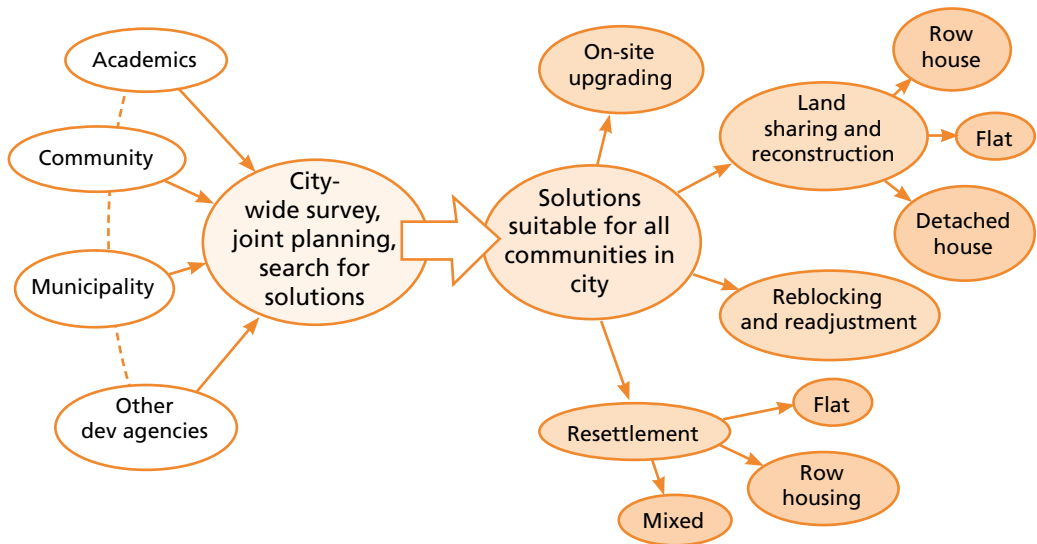 Academics
Community
Municipality
Other
dev agencies
City-
wide survey,
joint planning,
search for
solutions
Solutions
suitable for all
communities in
city
On-site
upgrading
Land
sharing and
reconstruction
Row
house
Flat
Detached
house
Reblocking
and readjustment
Resettlement
Flat
Row
housing
Mixed